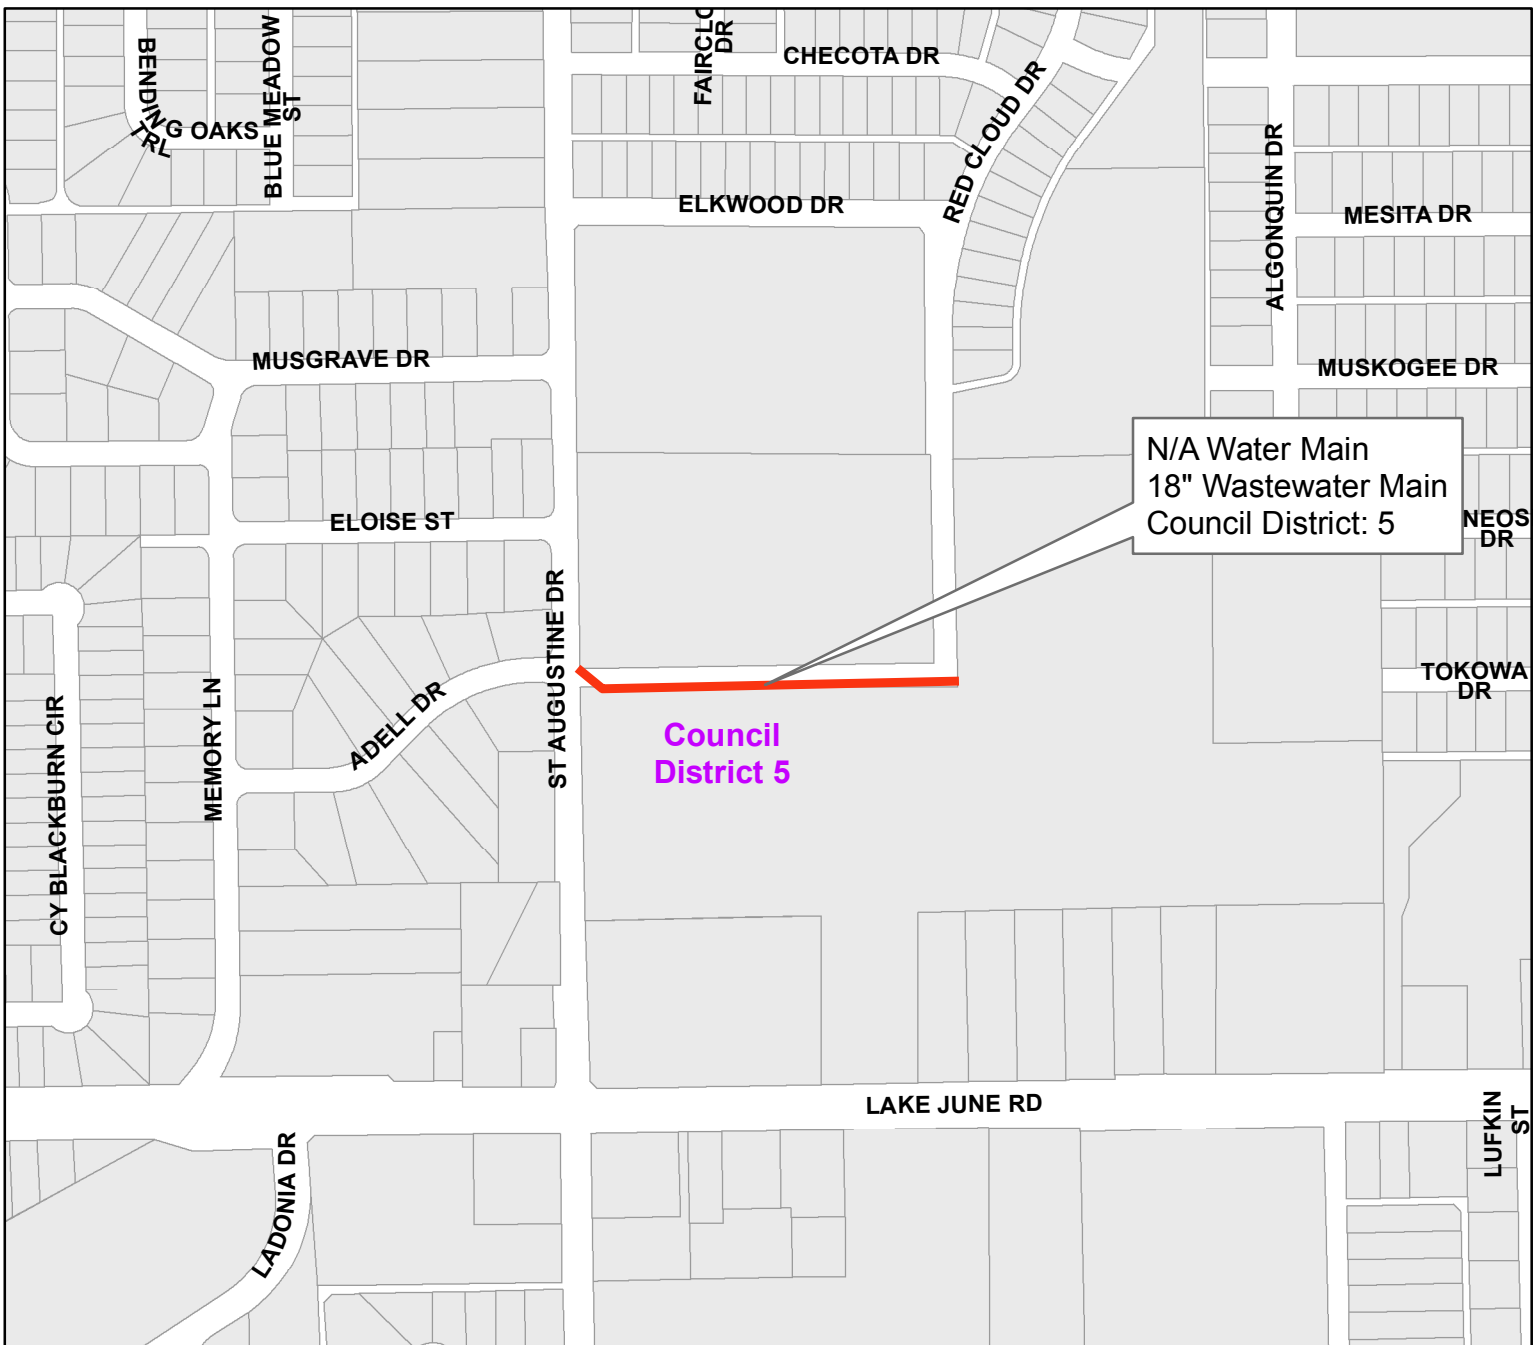 BENDING OAKS
TRL
BLUE MEADOW
ST
FAIRCLO
DR
CHECOTA DR
RED CLOUD DR
ELKWOOD DR
ALGONQUIN DR
MESITA DR
MUSGRAVE DR
MUSKOGEE DR
N/A Water Main
18" Wastewater Main
Council District: 5
NEOS
DR
ELOISE ST
ST AUGUSTINE DR
TOKOWA
DR
MEMORY LN
ADELL DR
CY BLACKBURN CIR
Council
District 5
LAKE JUNE RD
LUFKIN
ST
LADONIA DR